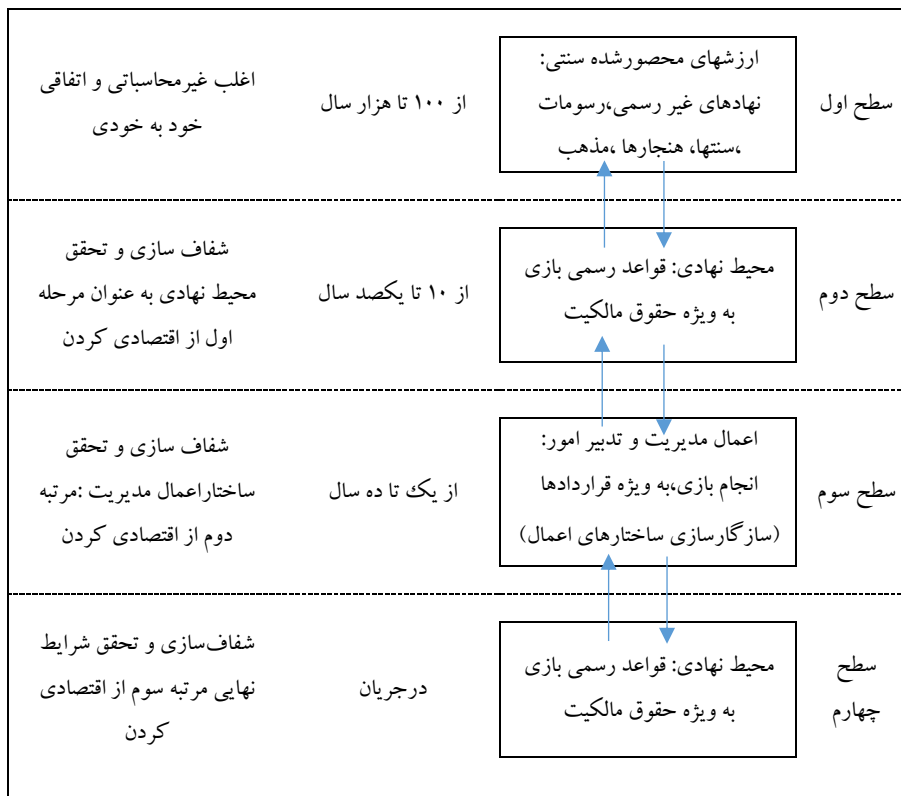 سطح اول
ارزشهای محصورشده سنتی:
نهادهای غیر رسمی،رسومات
،سنتها، هنجارها ،مذهب
از ۱۰۰ تا هزار سال
اغلب غیرمحاسباتی و اتفاقی
خود به خودی
سطح دوم
محیط نهادی: قواعد رسمی بازی
به ویژه حقوق مالکیت
از ۱۰ تا یکصد سال
شفاف سازی و تحقق
محیط نهادی به عنوان مرحله
اول از اقتصادی کردن
سطح سوم
اعمال مدیریت و تدبیر امور:
انجام بازی،به ویژه قراردادها
(سازگارسازی ساختارهای اعمال)
از یک تا ده سال
شفاف سازی و تحقق
ساختاراعمال مدیریت :مرتبه
دوم از اقتصادی کردن
سطح
چهارم
محیط نهادی: قواعد رسمی بازی
به ویژه حقوق مالکیت
درجریان
شفاف‌سازی و تحقق شرایط
نهایی مرتبه سوم از اقتصادی
کردن